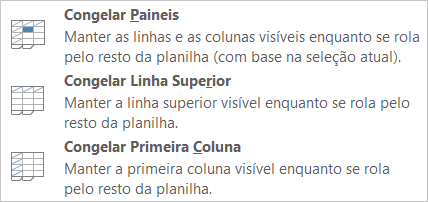 Congelar Paineis
Manter as linhas e as colunas visíveis enquanto se rola
pelo resto da planilha (com base na seleção atual).
Congelar Linha Superior
Manter a linha superior visível enquanto se rola pelo
resto da planilha.
Congelar Primeira Coluna
Manter a primeira coluna visível enquanto se rola
pelo resto da planilha.